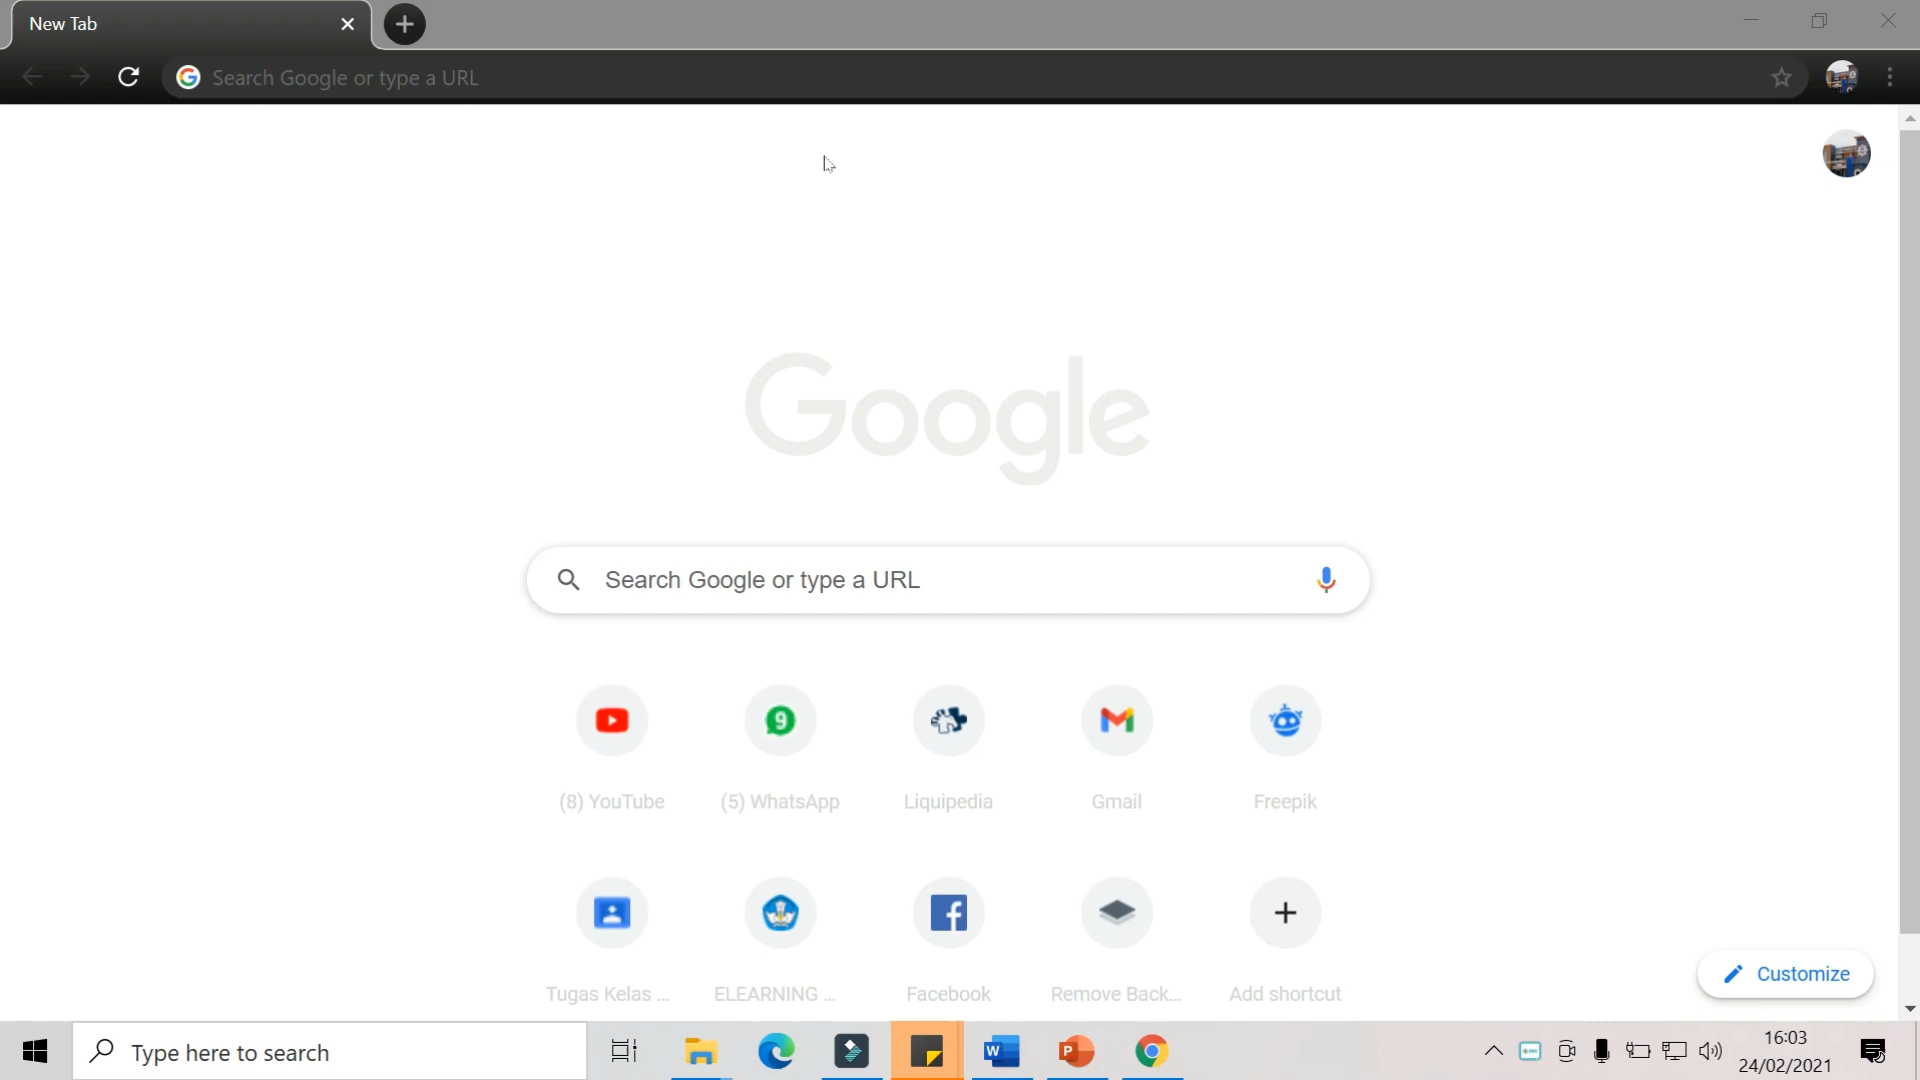 New Tab
Search Google or type a URL
Google
Search Google or type a URL
(8) YouTube
(5) WhatsApp
Liquipedia
Gmail
Freepik
Tugas Kelas ...
ELEARNING ...
Facebook
Remove Back...
Add shortcut
Customize
Type here to search
16:03
24/02/2021